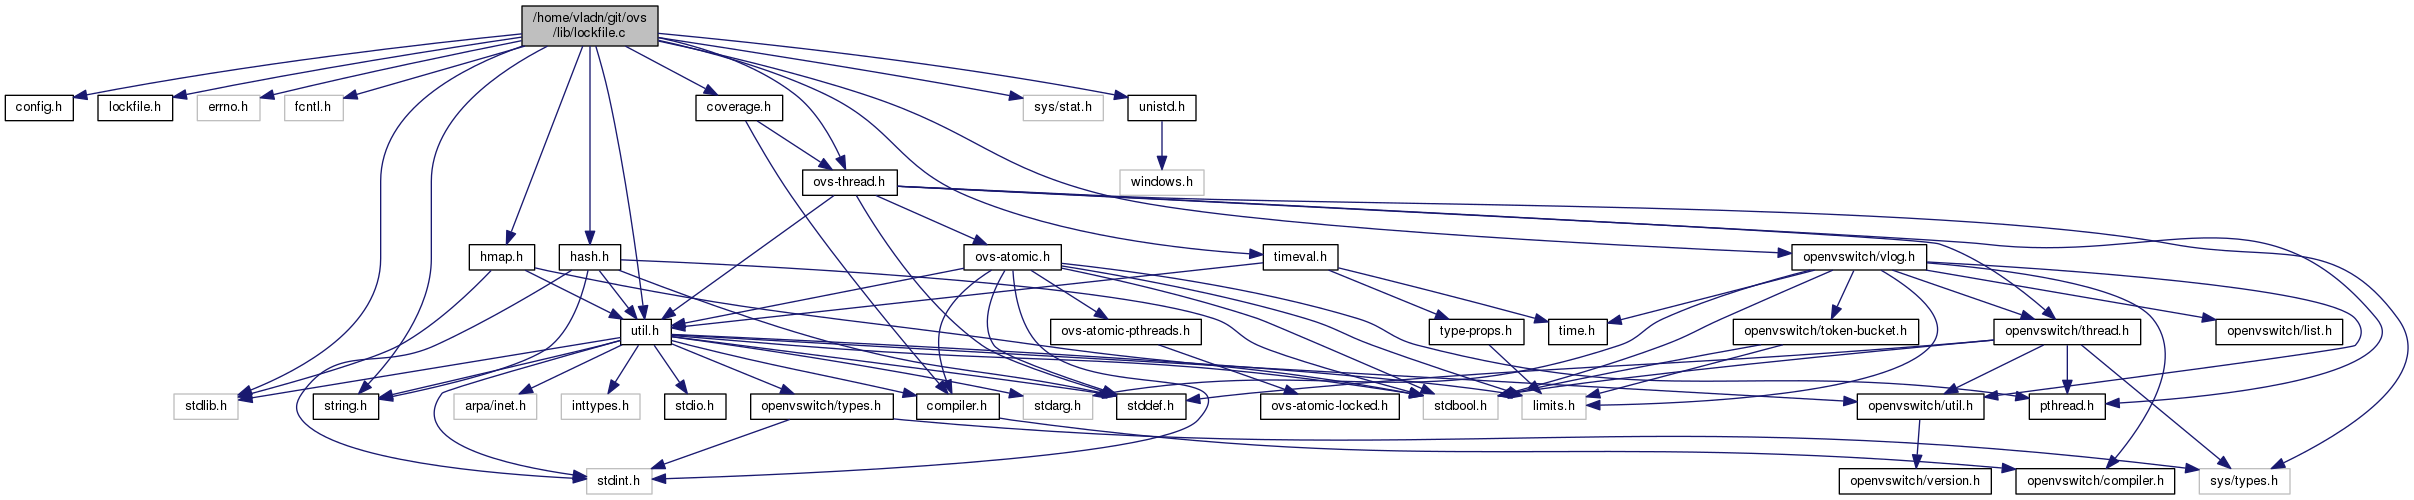 /home/vladn/git/ovs
/lib/lockfile.c
config.h
lockfile.h
errno.h
fcntl.h
coverage.h
sys/stat.h
unistd.h
ovs-thread.h
windows.h
hmap.h
hash.h
ovs-atomic.h
timeval.h
openvswitch/vlog.h
util.h
ovs-atomic-pthreads.h
type-props.h
time.h
openvswitch/token-bucket.h
openvswitch/thread.h
openvswitch/list.h
stdlib.h
string.h
arpa/inet.h
inttypes.h
stdio.h
openvswitch/types.h
compiler.h
stdarg.h
stddef.h
ovs-atomic-locked.h
stdbool.h
limits.h
openvswitch/util.h
pthread.h
stdint.h
openvswitch/version.h
openvswitch/compiler.h
sys/types.h